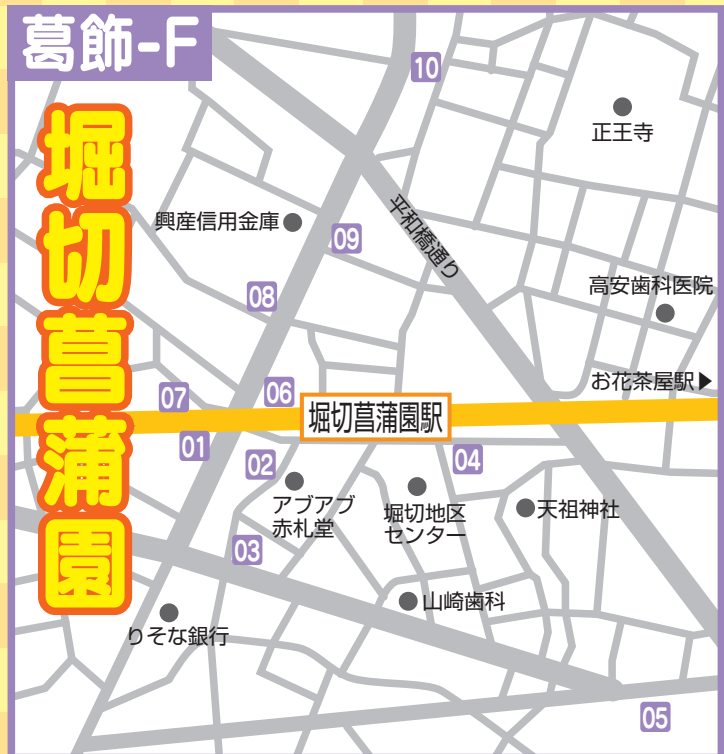 葛飾-F
堀切菖蒲園
10
正王寺
平和橋通り
興産信用金庫
09
08
高安歯科医院
お花茶屋駅▶
07
06
堀切菖蒲園駅
01
02
04
アブアブ
赤札堂
堀切地区
センター
天祖神社
03
山崎歯科
りそな銀行
05